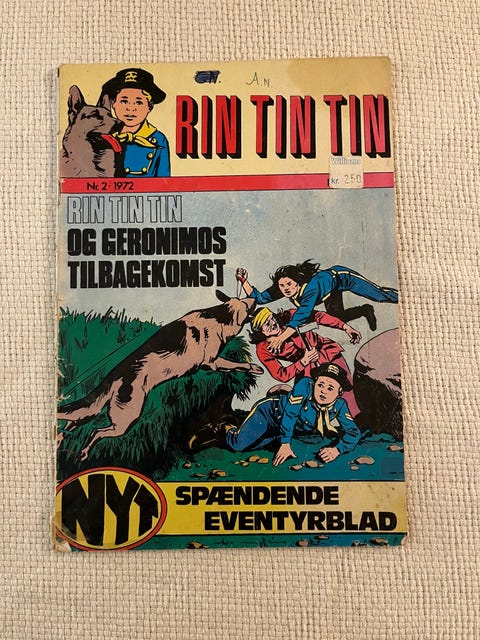 A.N.
RIN TIN TIN
Williams
kr. 2.50
Nr. 2 · 1972
RIN TIN TIN
OG GERONIMOS
TILBAGEKOMST
NYT
SPÆNDENDE
EVENTYRBLAD